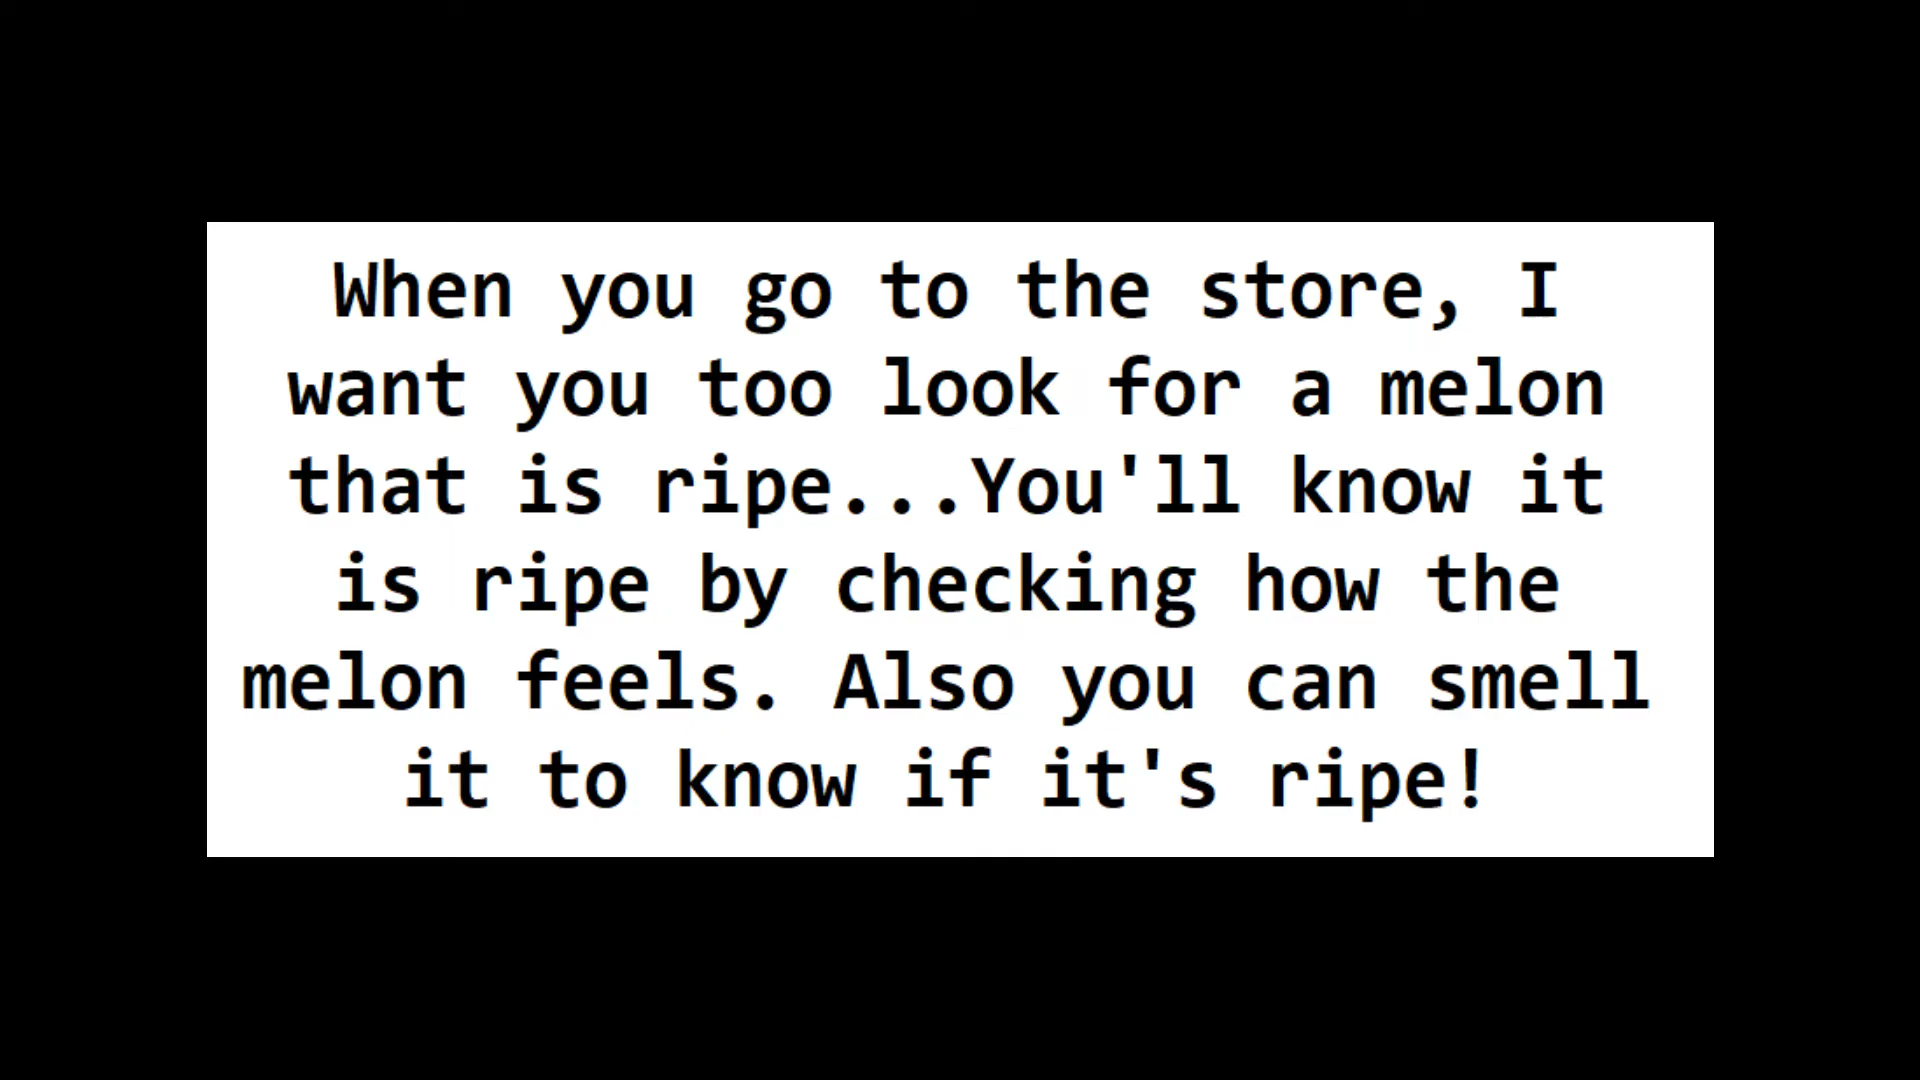 When you go to the store, I
want you too look for a melon
that is ripe...You'll know it
is ripe by checking how the
melon feels. Also you can smell
it to know if it's ripe!